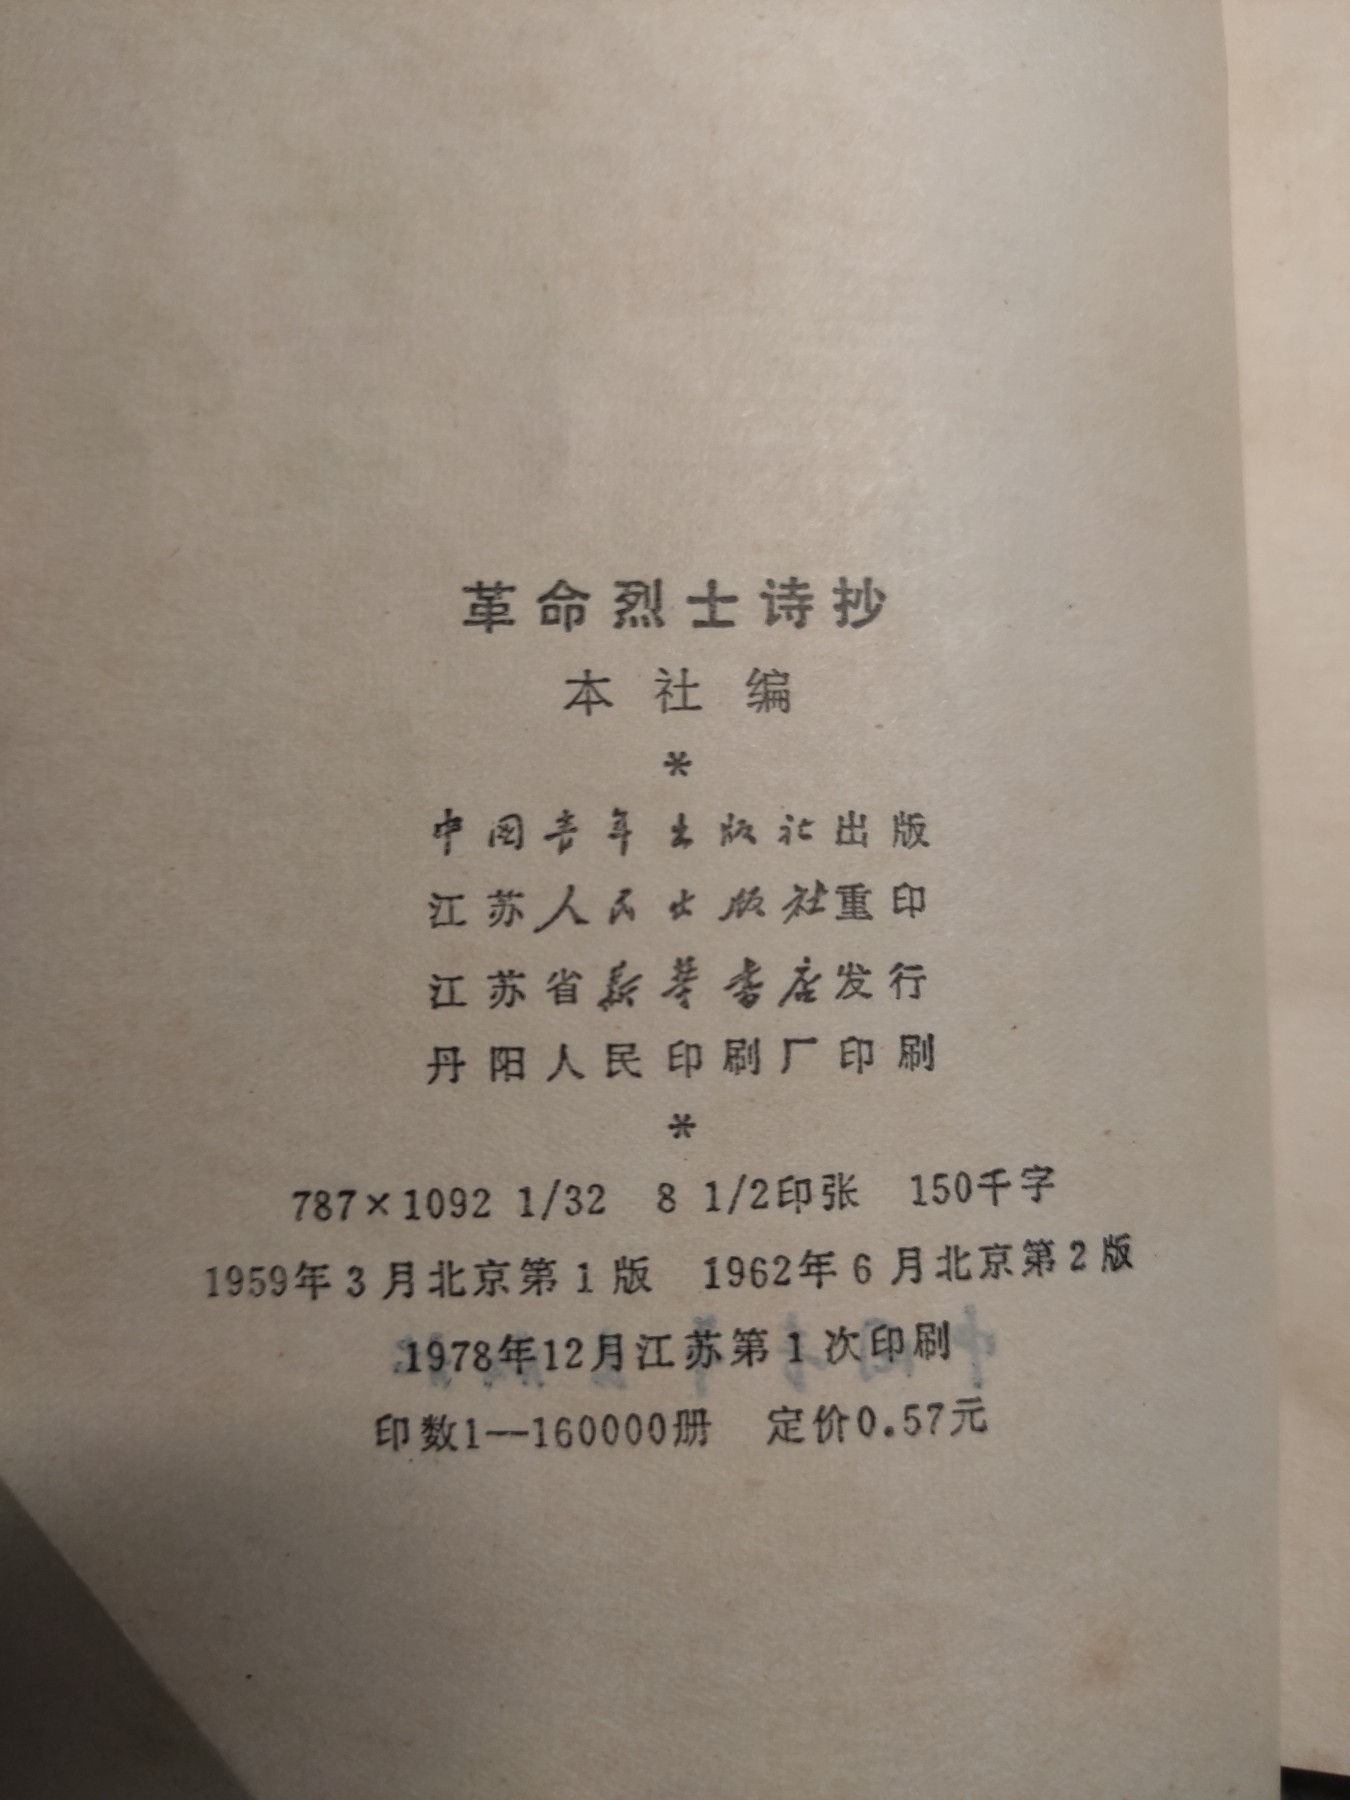 革命烈士诗抄
本社编
*
中国青年出版社出版
江苏人民出版社重印
江苏省新华书店发行
丹阳人民印刷厂印刷
*
787×1092 1/32 8 1/2印张 150千字
1959年3月北京第1版 1962年6月北京第2版
1978年12月江苏第1次印刷
印数1—160000册 定价0.57元